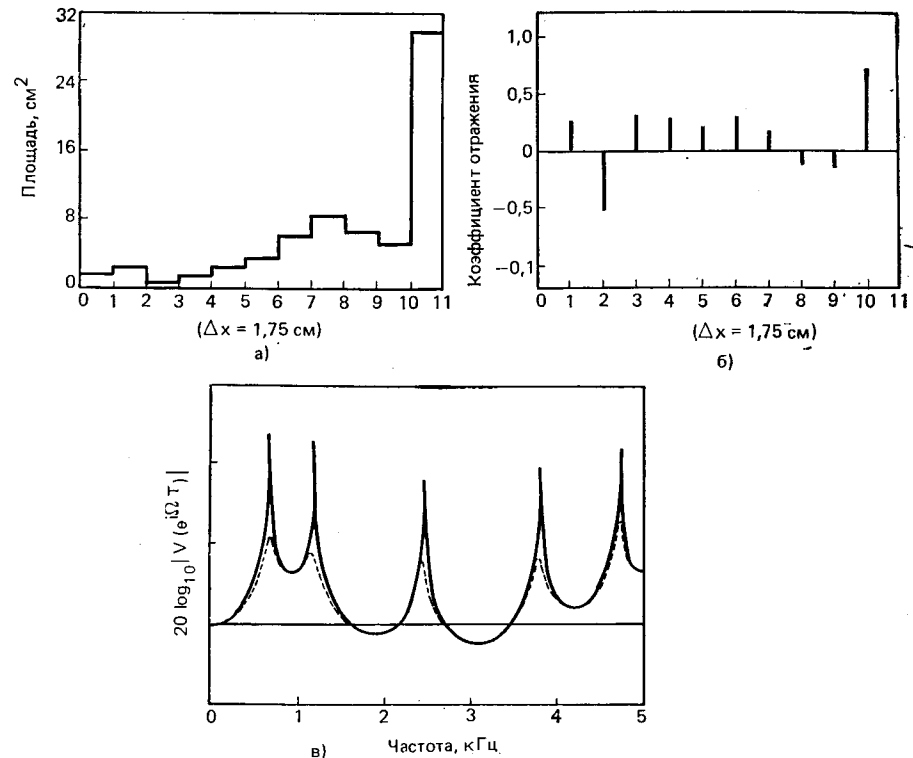 Площадь, см²
32
24
16
8
0
0 1 2 3 4 5 6 7 8 9 10 11
(Δx = 1,75 см)
а)
Коэффициент отражения
1,0
0,5
0
−0,5
−0,1
0 1 2 3 4 5 6 7 8 9 10 11
(Δx = 1,75 см)
б)
20 log₁₀|V(e^{iΩT})|
0 1 2 3 4 5
Частота, кГц
в)